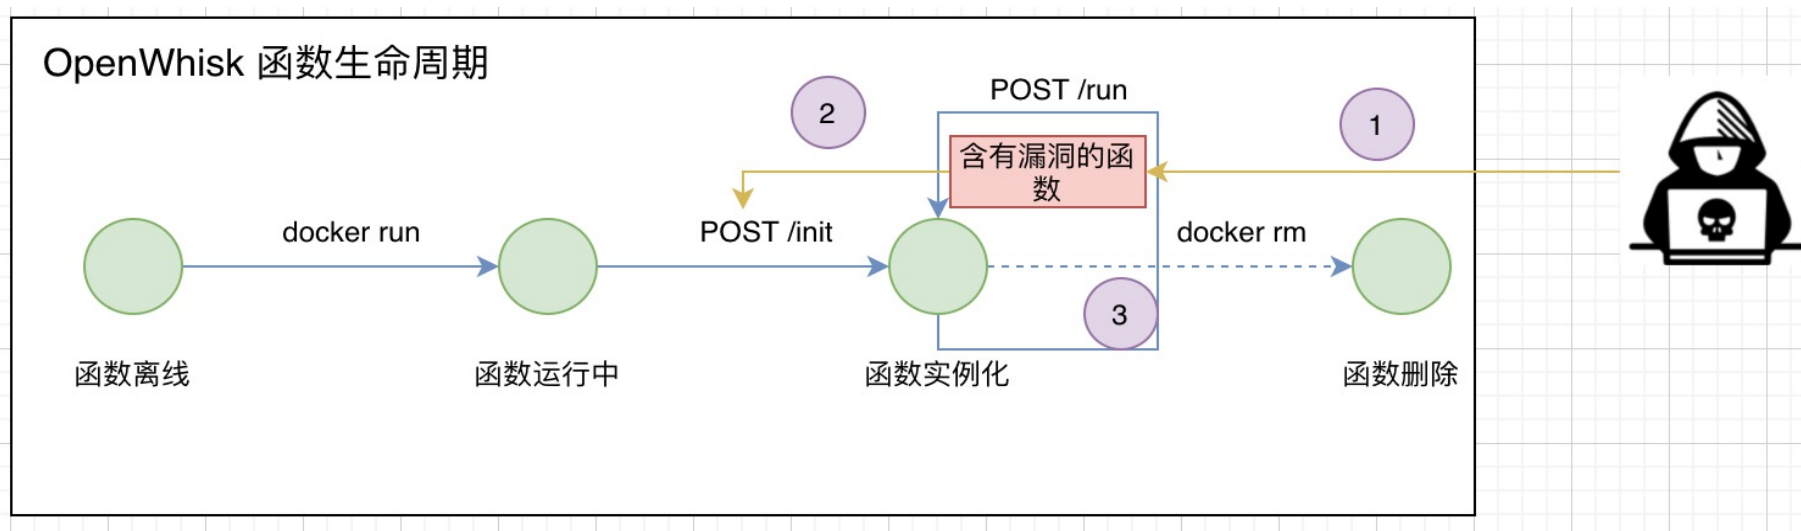 OpenWhisk 函数生命周期
POST /run
2
1
含有漏洞的函
数
docker run
POST /init
docker rm
3
函数离线
函数运行中
函数实例化
函数删除